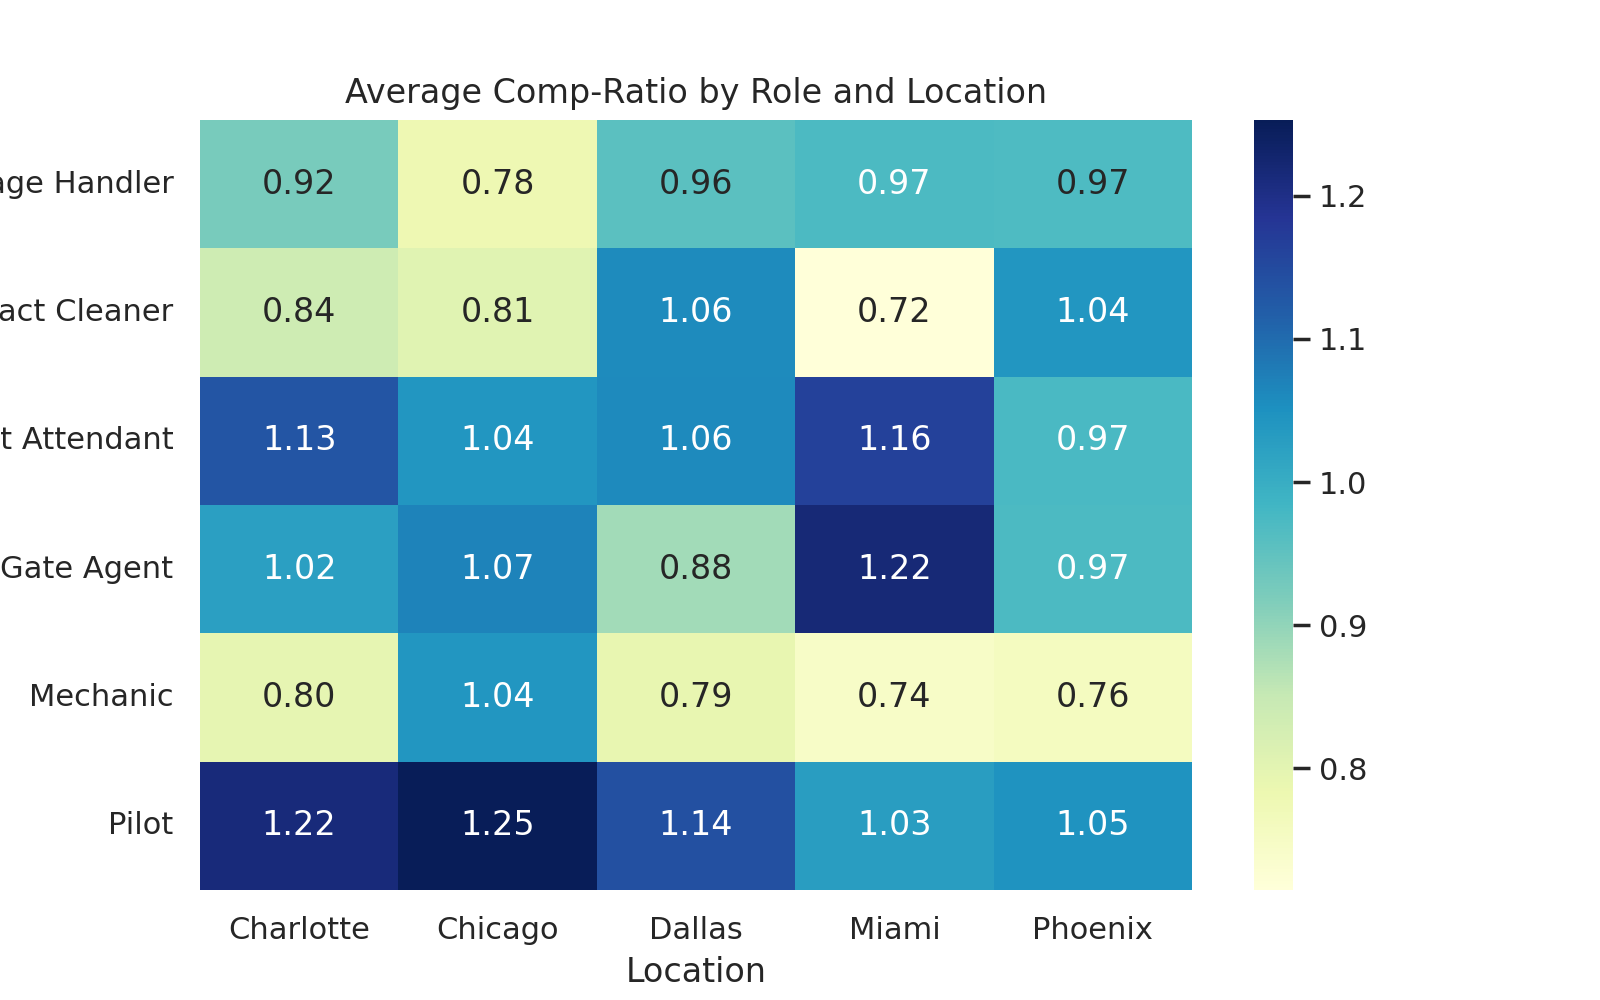 Average Comp-Ratio by Role and Location
age Handler 0.92 0.78 0.96 0.97 0.97
act Cleaner 0.84 0.81 1.06 0.72 1.04
t Attendant 1.13 1.04 1.06 1.16 0.97
Gate Agent 1.02 1.07 0.88 1.22 0.97
Mechanic 0.80 1.04 0.79 0.74 0.76
Pilot 1.22 1.25 1.14 1.03 1.05
Charlotte Chicago Dallas Miami Phoenix
Location
1.2
1.1
1.0
0.9
0.8